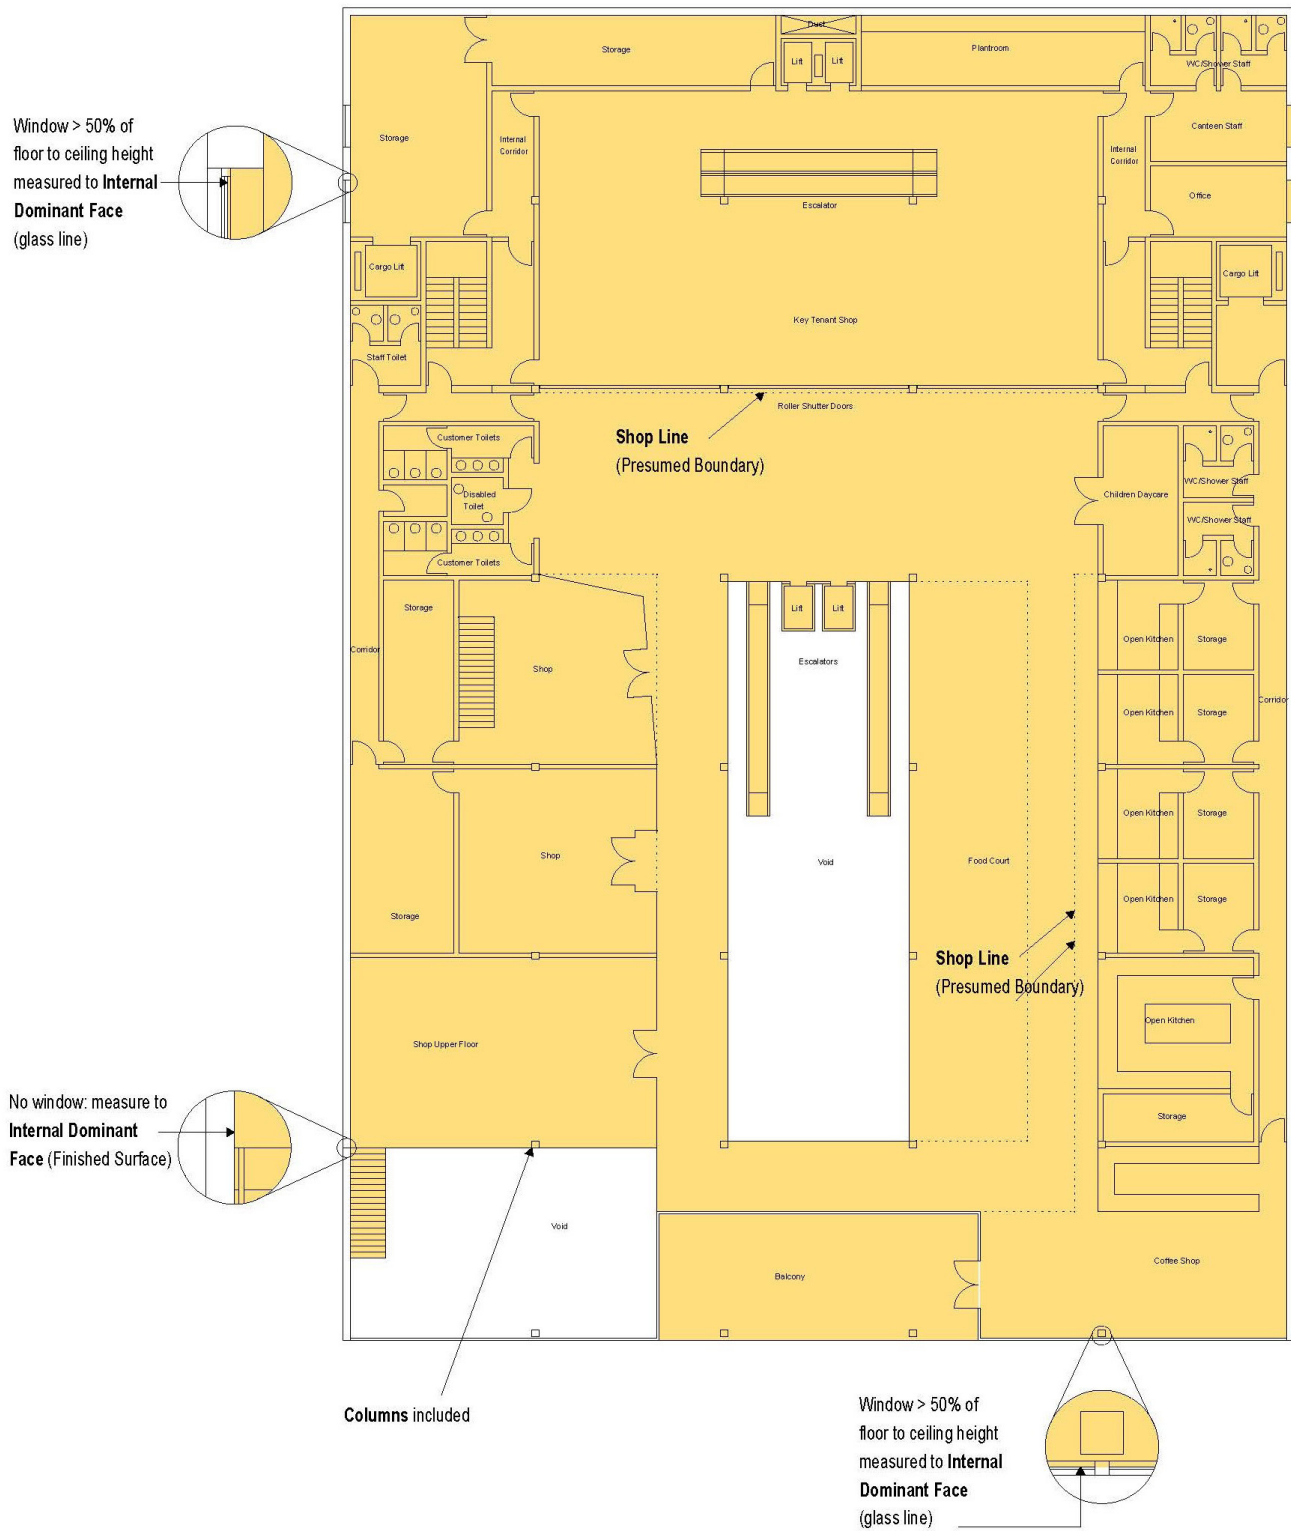 Duct
Storage
Lift
Lift
Plantroom
WC/Shower Staff
Window > 50% of
floor to ceiling height
measured to Internal
Dominant Face
(glass line)
Storage
Internal
Corridor
Internal
Corridor
Canteen Staff
Office
Escalator
Cargo Lift
Cargo Lift
Key Tenant Shop
Staff Toilet
Roller Shutter Doors
Shop Line
(Presumed Boundary)
Customer Toilets
Disabled
Toilet
Customer Toilets
Children Daycare
WC/Shower Staff
WC/Shower Staff
Storage
Lift
Lift
Corridor
Shop
Escalators
Open Kitchen
Storage
Open Kitchen
Storage
Corridor
Open Kitchen
Storage
Shop
Void
Food Court
Open Kitchen
Storage
Storage
Shop Line
(Presumed Boundary)
Open Kitchen
Shop Upper Floor
Storage
No window: measure to
Internal Dominant
Face (Finished Surface)
Void
Balcony
Coffee Shop
Columns included
Window > 50% of
floor to ceiling height
measured to Internal
Dominant Face
(glass line)